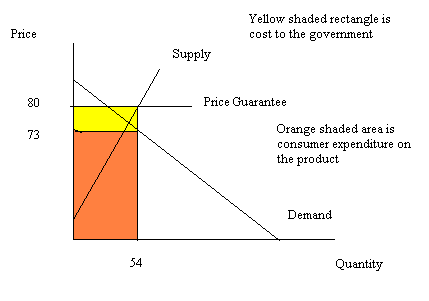 Yellow shaded rectangle is
cost to the government
Price
Supply
80
Price Guarantee
73
Orange shaded area is
consumer expenditure on
the product
Demand
54
Quantity